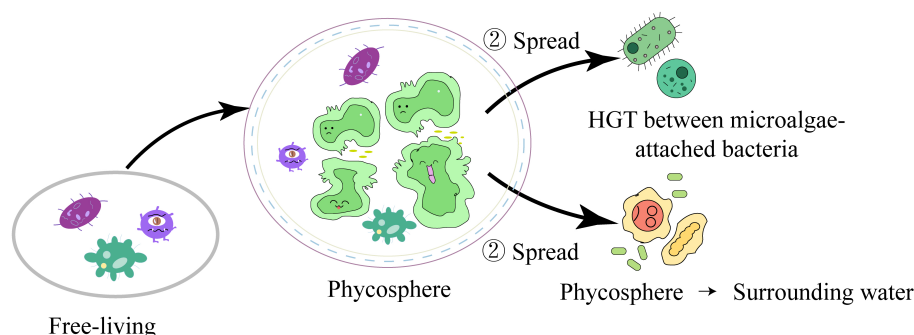 ② Spread
HGT between microalgae-
attached bacteria
② Spread
Phycosphere
Phycosphere → Surrounding water
Free-living